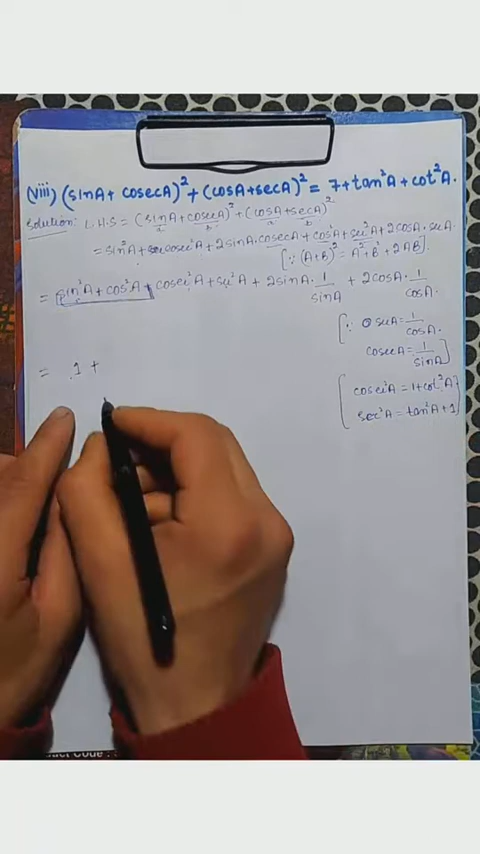 (viii) (sinA + cosecA)² + (cosA + secA)² = 7 + tan²A + cot²A.
Solution: L.H.S = (sinA + cosecA)² + (cosA + secA)²
a b a b
= sin²A + cosec²A + 2sinA.cosecA + cos²A + sec²A + 2cosA.secA
[∵ (A+B)² = A² + B² + 2AB].
= sin²A + cos²A + cosec²A + sec²A + 2sinA.1/sinA + 2cosA.1/cosA.
[∵ secA = 1/cosA.
cosecA = 1/sinA]
= 1 +
[cosec²A = 1 + cot²A
sec²A = tan²A + 1]
uct Code :